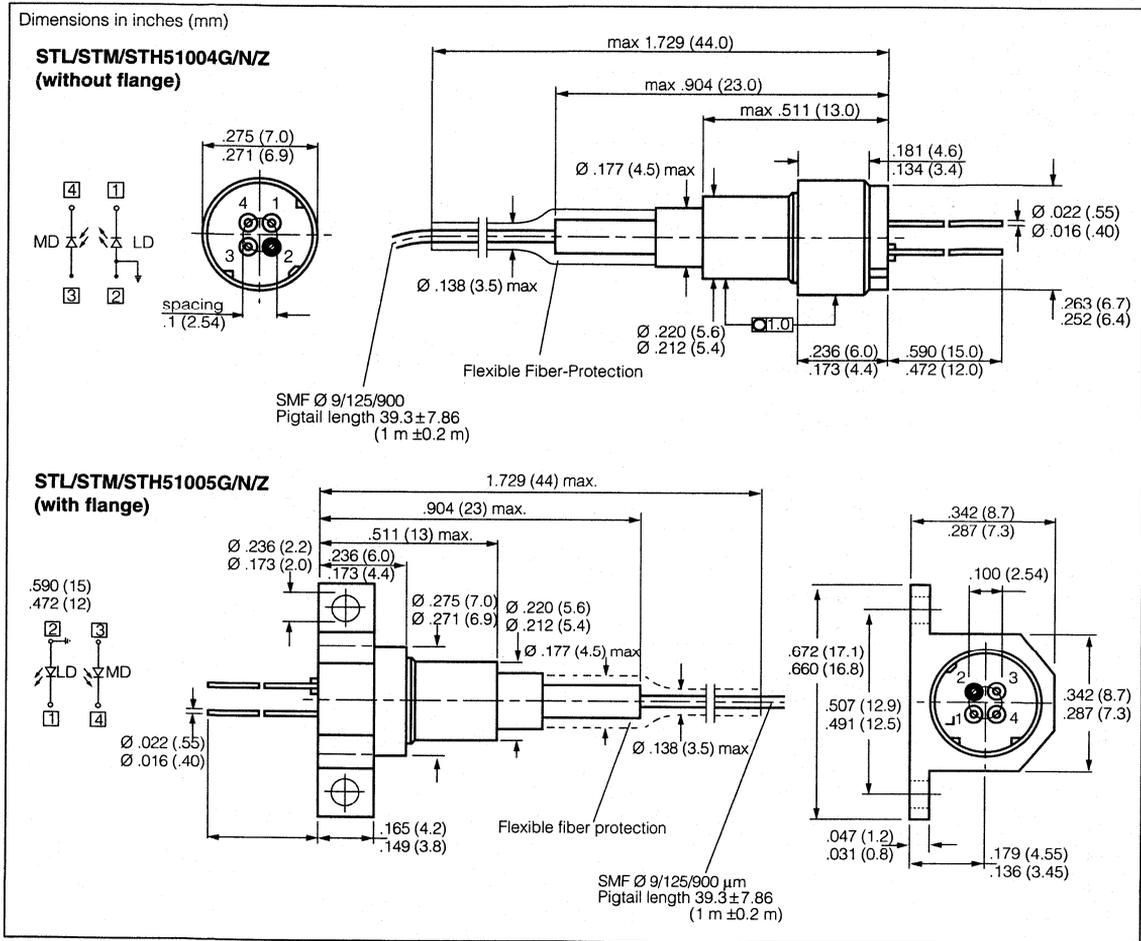 Dimensions in inches (mm)
STL/STM/STH51004G/N/Z
(without flange)
max 1.729 (44.0)
max .904 (23.0)
max .511 (13.0)
.275 (7.0)
.271 (6.9)
Ø .177 (4.5) max
.181 (4.6)
.134 (3.4)
4 1
MD LD
3 2
4 1
3 2
spacing
.1 (2.54)
Ø .022 (.55)
Ø .016 (.40)
Ø .138 (3.5) max
Ø .220 (5.6)
Ø .212 (5.4)
1.0
.263 (6.7)
.252 (6.4)
.236 (6.0)
.173 (4.4)
.590 (15.0)
.472 (12.0)
Flexible Fiber-Protection
SMF Ø 9/125/900
Pigtail length 39.3±7.86
(1 m ±0.2 m)
STL/STM/STH51005G/N/Z
(with flange)
1.729 (44) max.
.904 (23) max.
.511 (13) max.
Ø .236 (2.2)
Ø .173 (2.0)
.236 (6.0)
.173 (4.4)
.590 (15)
.472 (12)
2 3
LD MD
1 4
Ø .275 (7.0)
Ø .271 (6.9)
Ø .220 (5.6)
Ø .212 (5.4)
Ø .177 (4.5) max
Ø .022 (.55)
Ø .016 (.40)
Ø .138 (3.5) max
.165 (4.2)
.149 (3.8)
Flexible fiber protection
SMF Ø 9/125/900 µm
Pigtail length 39.3±7.86
(1 m ±0.2 m)
.342 (8.7)
.287 (7.3)
.100 (2.54)
.672 (17.1)
.660 (16.8)
.507 (12.9)
.491 (12.5)
2 3
1 4
.342 (8.7)
.287 (7.3)
.047 (1.2)
.031 (0.8)
.179 (4.55)
.136 (3.45)